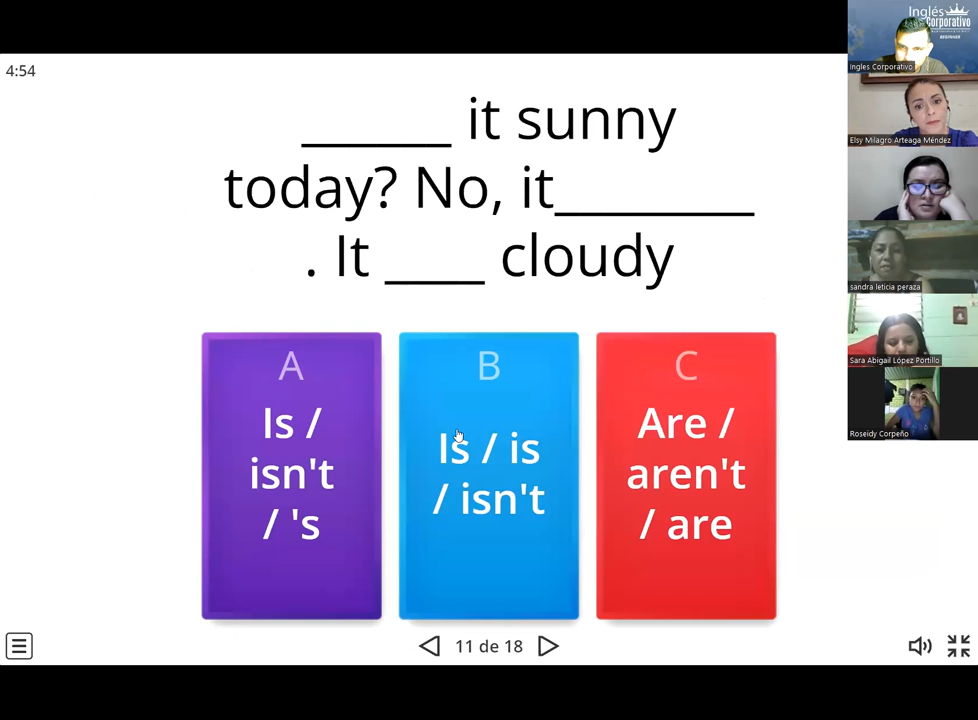 4:54
______ it sunny
today? No, it________
. It ____ cloudy
A
Is /
isn't
/ 's
B
Is / is
/ isn't
C
Are /
aren't
/ are
11 de 18
Inglés
Corporativo
BEGINNER
Ingles Corporativo
Elsy Milagro Arteaga Méndez
sandra leticia peraza
Sara Abigail López Portillo
Roseidy Corpeño